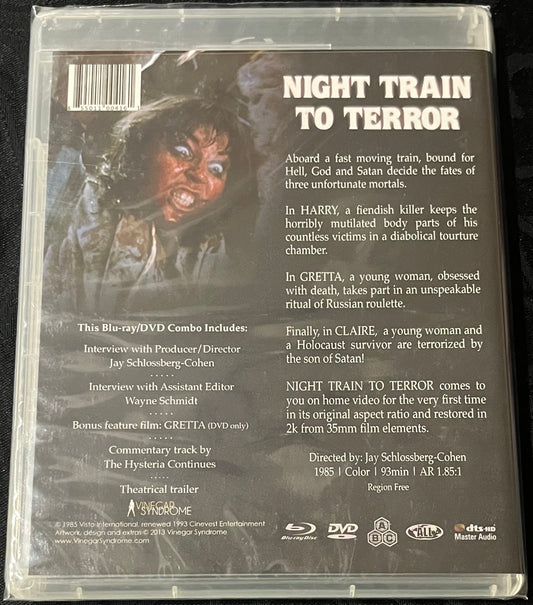 NIGHT TRAIN
TO TERROR
Aboard a fast moving train, bound for
Hell, God and Satan decide the fates of
three unfortunate mortals.
In HARRY, a fiendish killer keeps the
horribly mutilated body parts of his
countless victims in a diabolical tourture
chamber.
In GRETTA, a young woman, obsessed
with death, takes part in an unspeakable
ritual of Russian roulette.
Finally, in CLAIRE, a young woman and
a Holocaust survivor are terrorized by
the son of Satan!
NIGHT TRAIN TO TERROR comes to
you on home video for the very first time
in its original aspect ratio and restored in
2k from 35mm film elements.
Directed by: Jay Schlossberg-Cohen
1985 | Color | 93min | AR 1.85:1
Region Free
This Blu-ray/DVD Combo Includes:
Interview with Producer/Director
Jay Schlossberg-Cohen
.....
Interview with Assistant Editor
Wayne Schmidt
.....
Bonus feature film: GRETTA (DVD only)
.....
Commentary track by
The Hysteria Continues
.....
Theatrical trailer
VINEGAR
SYNDROME
© 1985 Visto International, renewed 1993 Cinevest Entertainment
Artwork, design and extras © 2013 Vinegar Syndrome
www.VinegarSyndrome.com
Blu-ray Disc
DVD
A
B C
ALL
dts-HD
Master Audio